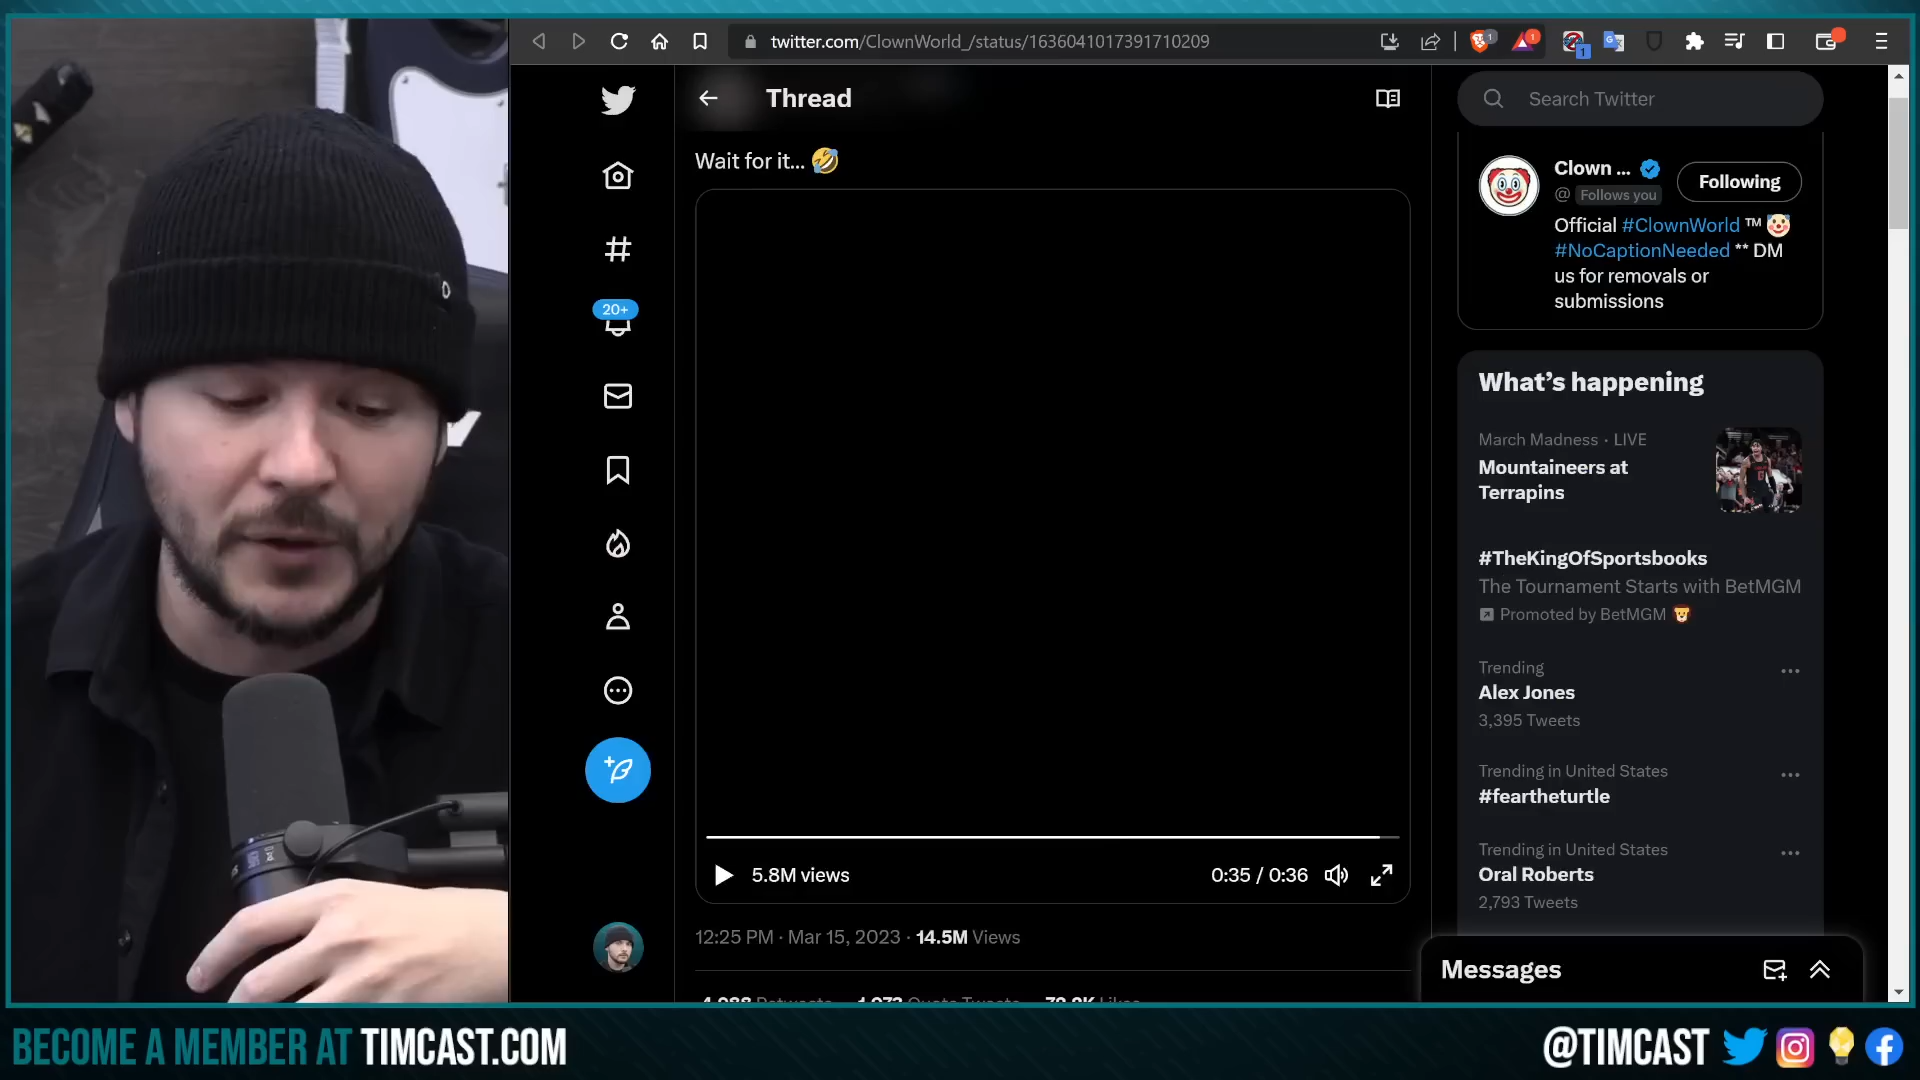 twitter.com/ClownWorld_/status/1636041017391710209
Thread
Wait for it... 🤣
20+
5.8M views
0:35 / 0:36
12:25 PM · Mar 15, 2023 · 14.5M Views
Search Twitter
Clown ...
@ Follows you
Following
Official #ClownWorld ™ 🤡
#NoCaptionNeeded ** DM
us for removals or
submissions
What's happening
March Madness · LIVE
Mountaineers at
Terrapins
#TheKingOfSportsbooks
The Tournament Starts with BetMGM
Promoted by BetMGM 🦁
Trending
Alex Jones
3,395 Tweets
Trending in United States
#feartheturtle
Trending in United States
Oral Roberts
2,793 Tweets
Messages
BECOME A MEMBER AT TIMCAST.COM
@TIMCAST